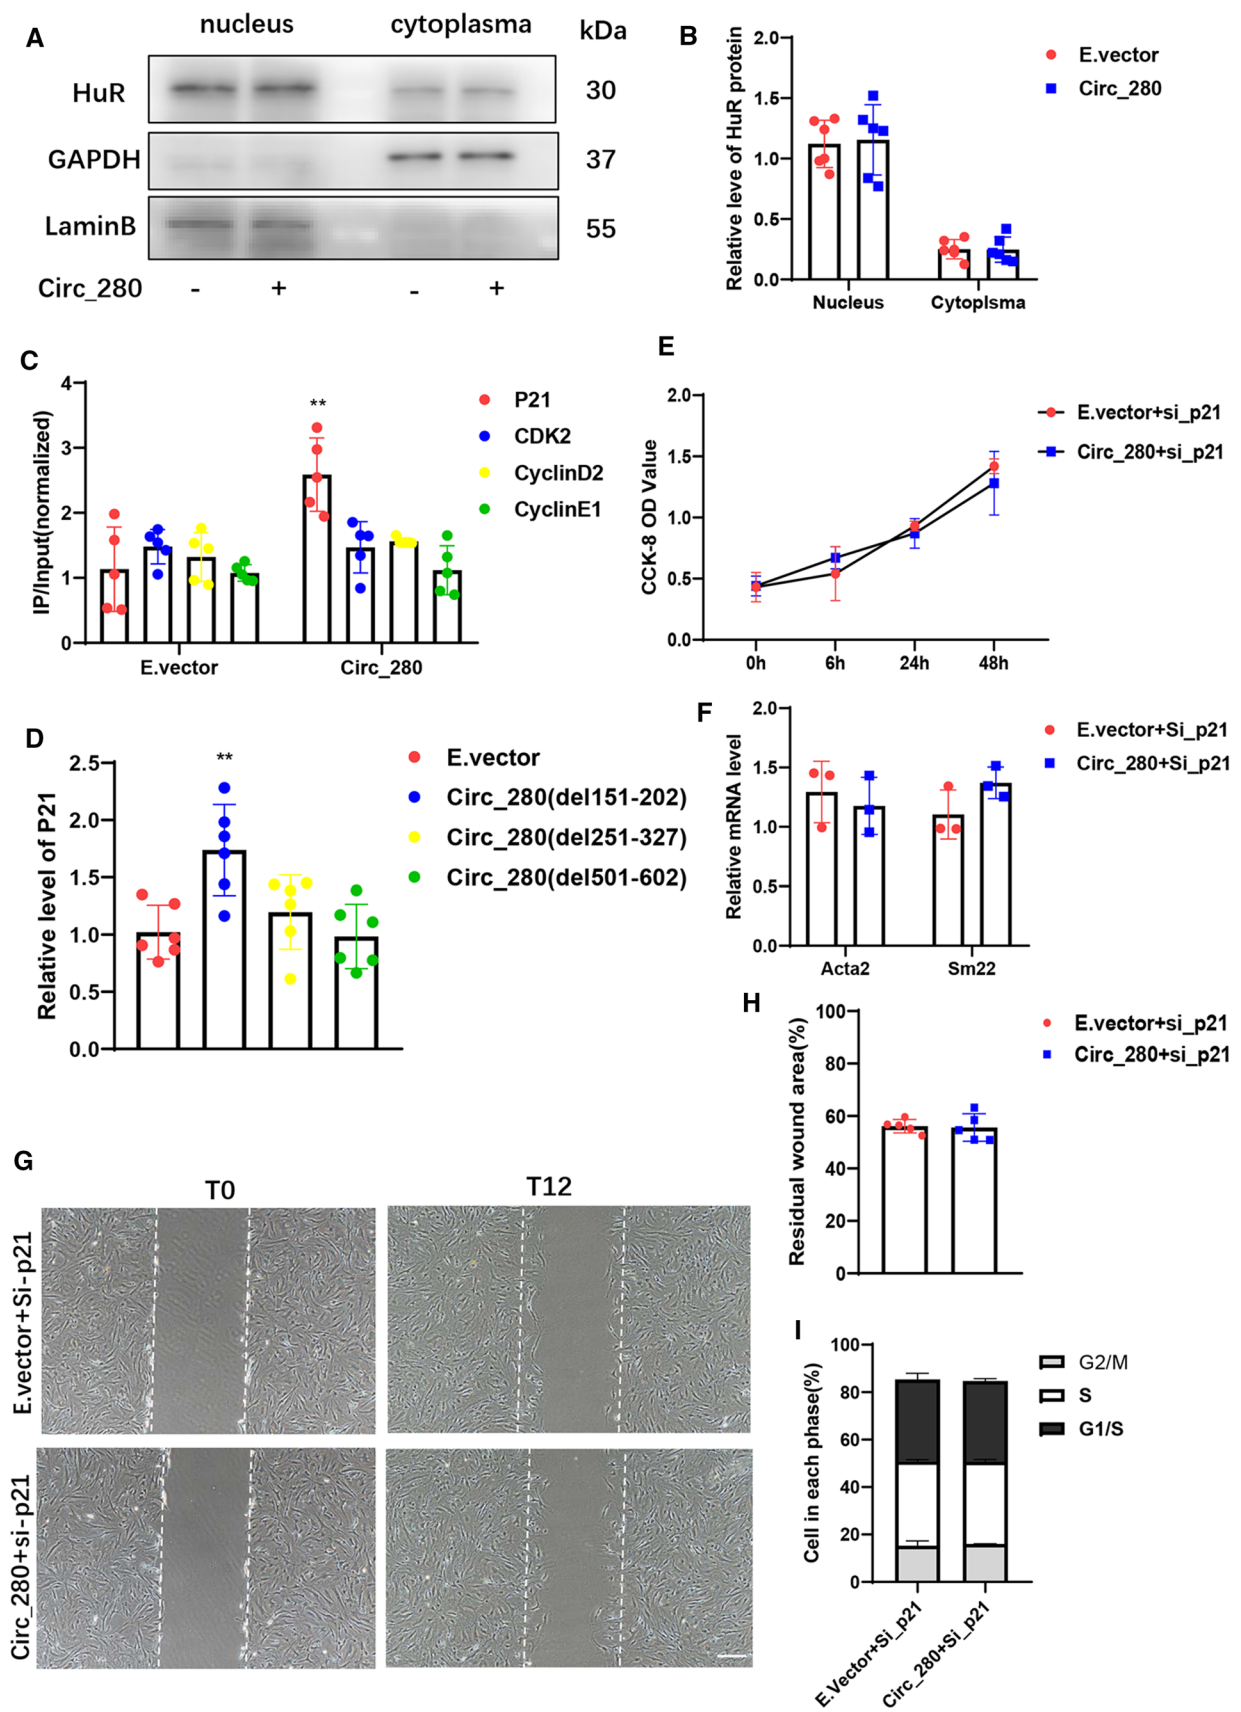 A
nucleus
cytoplasma
kDa
HuR
30
GAPDH
37
LaminB
55
Circ_280
-
+
-
+
B
Relative leve of HuR protein
2.0
1.5
1.0
0.5
0.0
Nucleus
Cytoplsma
E.vector
Circ_280
C
IP/Input(normalized)
4
3
2
1
0
**
E.vector
Circ_280
P21
CDK2
CyclinD2
CyclinE1
E
CCK-8 OD Value
2.0
1.5
1.0
0.5
0.0
0h
6h
24h
48h
E.vector+si_p21
Circ_280+si_p21
D
Relative level of P21
2.5
2.0
1.5
1.0
0.5
0.0
**
E.vector
Circ_280(del151-202)
Circ_280(del251-327)
Circ_280(del501-602)
F
Relative mRNA level
2.0
1.5
1.0
0.5
0.0
Acta2
Sm22
E.vector+Si_p21
Circ_280+Si_p21
G
T0
T12
E.vector+Si-p21
Circ_280+si-p21
H
Residual wound area(%)
100
80
60
40
20
0
E.vector+si_p21
Circ_280+si_p21
I
Cell in each phase(%)
100
80
60
40
20
0
E.Vector+Si_p21
Circ_280+Si_p21
G2/M
S
G1/S